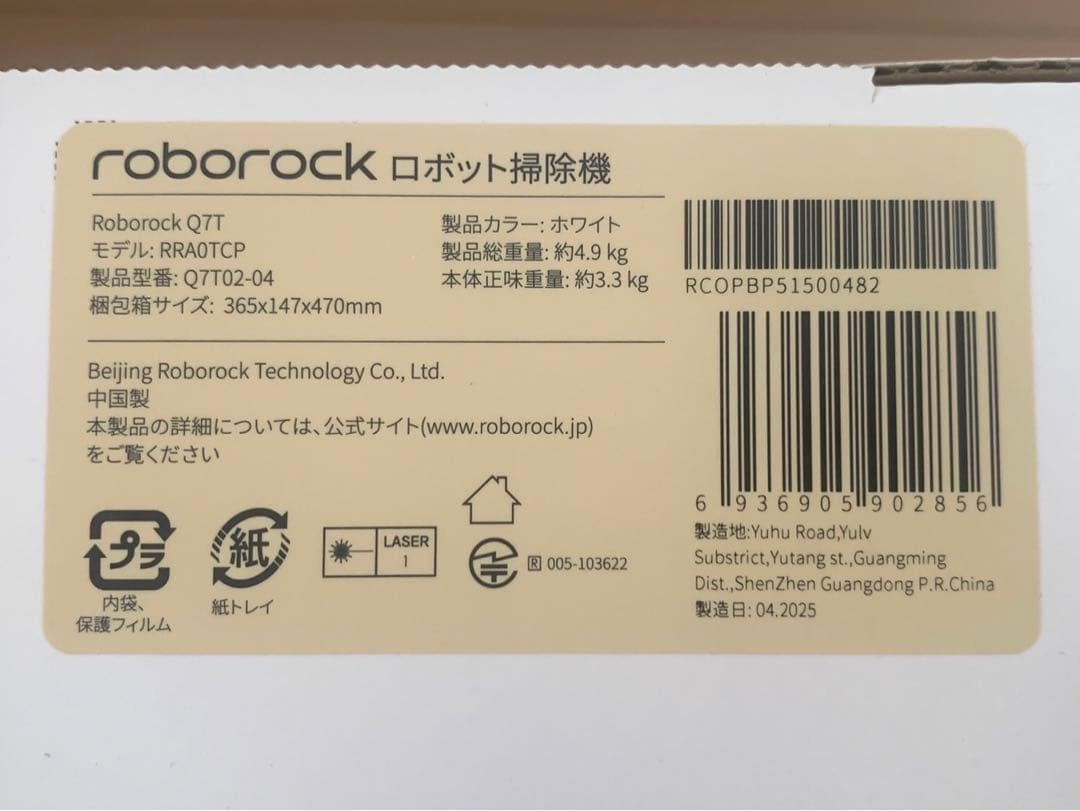 roborock ロボット掃除機
Roborock Q7T
モデル: RRA0TCP
製品型番: Q7T02-04
梱包箱サイズ: 365x147x470mm
製品カラー: ホワイト
製品総重量: 約4.9 kg
本体正味重量: 約3.3 kg
RCOPBP51500482
Beijing Roborock Technology Co., Ltd.
中国製
本製品の詳細については、公式サイト(www.roborock.jp)
をご覧ください
6 936905 902856
製造地:Yuhu Road,Yulv
Substrict,Yutang st.,Guangming
Dist.,ShenZhen Guangdong P.R.China
製造日: 04.2025
プラ
内袋、
保護フィルム
紙
紙トレイ
LASER
1
R 005-103622